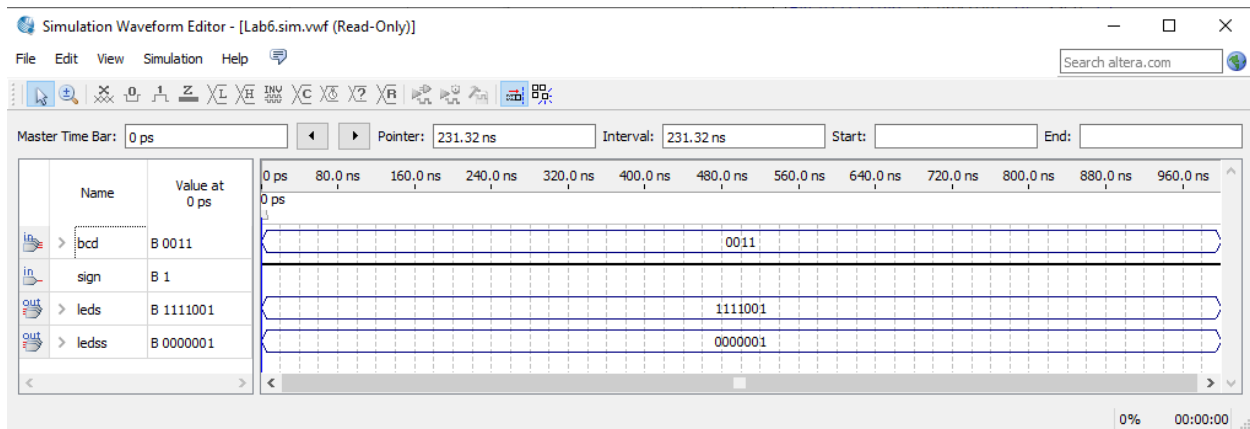 Simulation Waveform Editor - [Lab6.sim.vwf (Read-Only)]
File Edit View Simulation Help Search altera.com
Master Time Bar: 0 ps Pointer: 231.32 ns Interval: 231.32 ns Start: End:
Name Value at 0 ps
0 ps 80.0 ns 160.0 ns 240.0 ns 320.0 ns 400.0 ns 480.0 ns 560.0 ns 640.0 ns 720.0 ns 800.0 ns 880.0 ns 960.0 ns
0 ps
in bcd B 0011 0011
in sign B 1
out leds B 1111001 1111001
out ledss B 0000001 0000001
0% 00:00:00